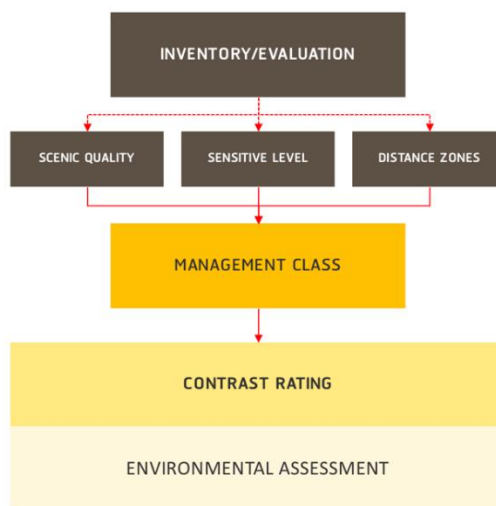 INVENTORY/EVALUATION
SCENIC QUALITY
SENSITIVE LEVEL
DISTANCE ZONES
MANAGEMENT CLASS
CONTRAST RATING
ENVIRONMENTAL ASSESSMENT